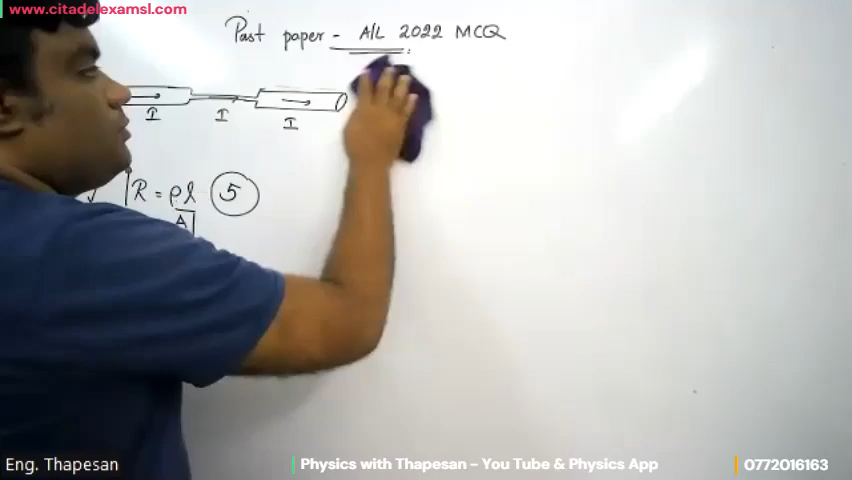 www.citadelexamsl.com
Past paper - A/L 2022 MCQ
I I I
R = ρl 5
A
Eng. Thapesan
Physics with Thapesan - You Tube & Physics App
0772016163